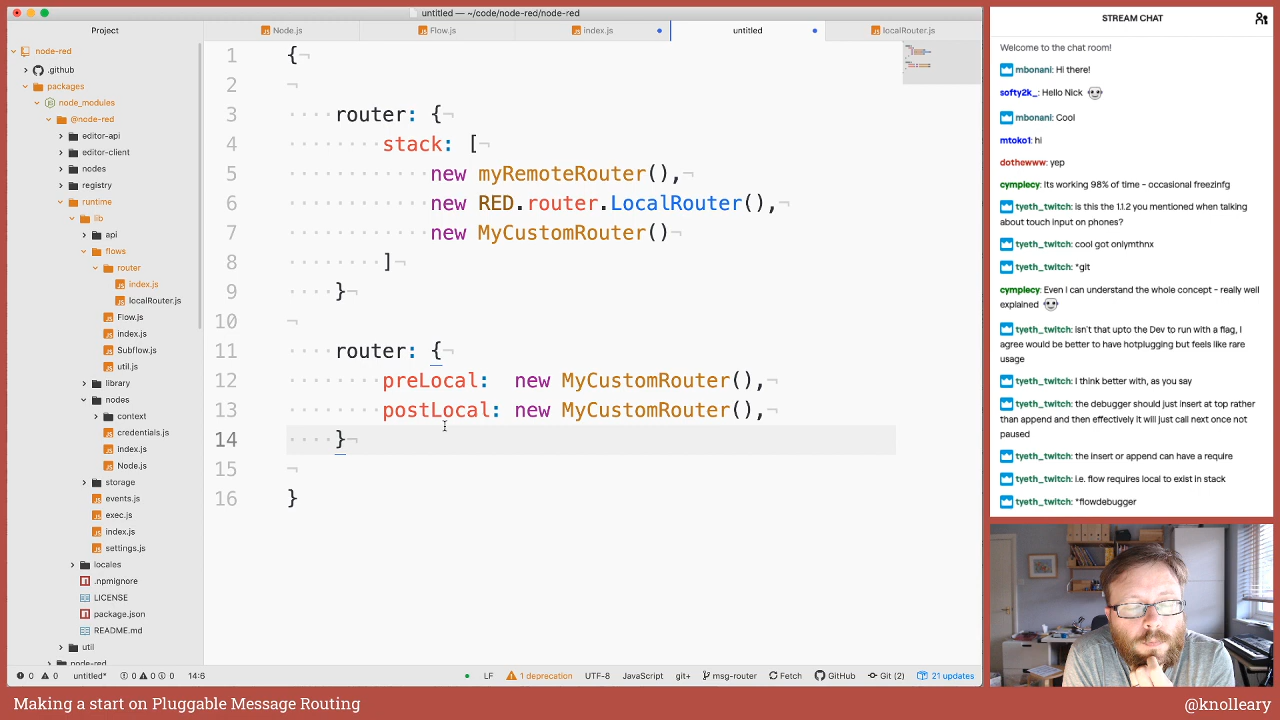 untitled — ~/code/node-red/node-red
Project
Node.js
Flow.js
index.js
untitled
localRouter.js
node-red
.github
packages
node_modules
@node-red
editor-api
editor-client
nodes
registry
runtime
lib
api
flows
router
index.js
localRouter.js
Flow.js
index.js
Subflow.js
util.js
library
nodes
context
credentials.js
index.js
Node.js
storage
events.js
exec.js
index.js
settings.js
locales
.npmignore
LICENSE
package.json
README.md
util
node-red
1 {¬
2 ¬
3 router: {¬
4 stack: [¬
5 new myRemoteRouter(),¬
6 new RED.router.LocalRouter(),¬
7 new MyCustomRouter()¬
8 ]¬
9 }¬
10 ¬
11 router: {¬
12 preLocal: new MyCustomRouter(),¬
13 postLocal: new MyCustomRouter(),¬
14 }¬
15 ¬
16 }
0 0 untitled* 0 0 0 14:6
LF 1 deprecation UTF-8 JavaScript git+ msg-router Fetch GitHub Git (2) 21 updates
STREAM CHAT
Welcome to the chat room!
mbonani: Hi there!
softy2k_: Hello Nick
mbonani: Cool
mtoko1: hi
dothewww: yep
cymplecy: Its working 98% of time - occasional freezinfg
tyeth_twitch: is this the 1.1.2 you mentioned when talking
about touch input on phones?
tyeth_twitch: cool got onlymthnx
tyeth_twitch: *git
cymplecy: Even I can understand the whole concept - really well
explained
tyeth_twitch: isn't that upto the Dev to run with a flag, I
agree would be better to have hotplugging but feels like rare
usage
tyeth_twitch: I think better with, as you say
tyeth_twitch: the debugger should just insert at top rather
than append and then effectively it will just call next once not
paused
tyeth_twitch: the insert or append can have a require
tyeth_twitch: i.e. flow requires local to exist in stack
tyeth_twitch: *flowdebugger
Making a start on Pluggable Message Routing
@knolleary